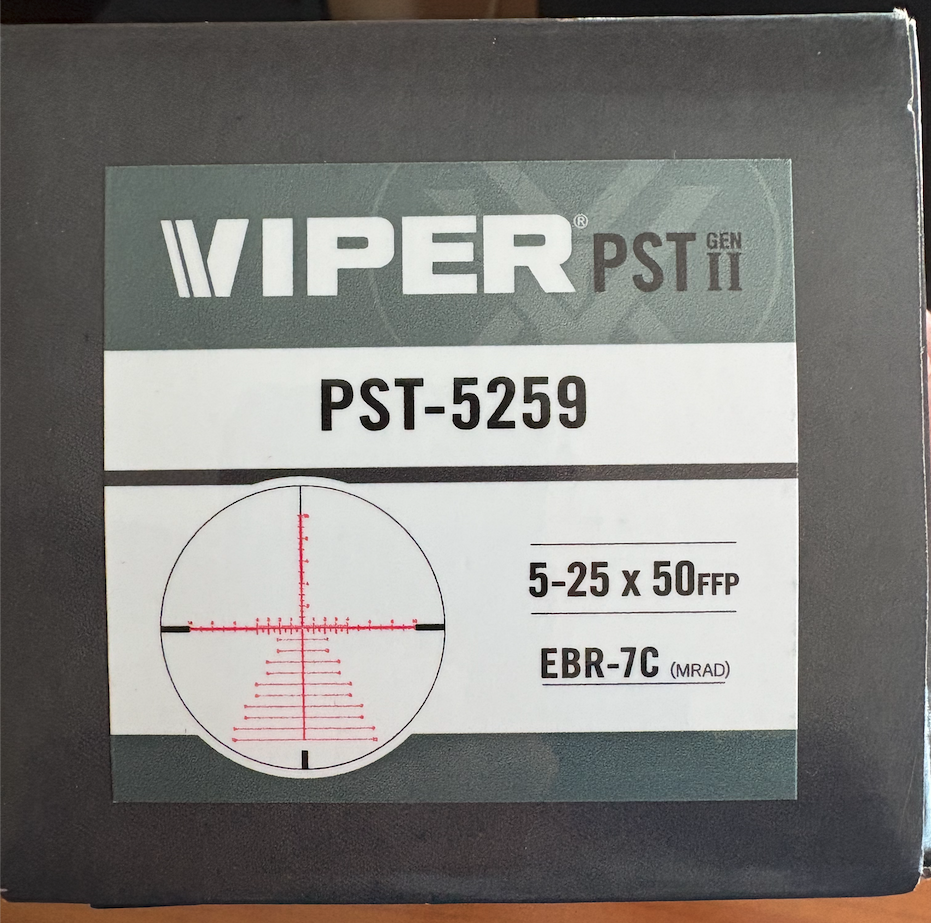 VIPER® PST GEN II
PST-5259
5-25 x 50FFP
EBR-7C (MRAD)